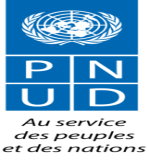 P N
U D
Au service
des peuples
et des nations